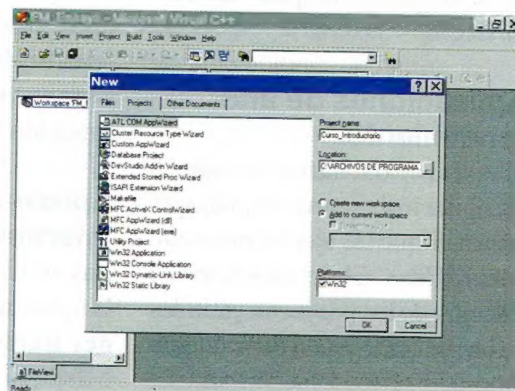 EM_Embsys - Microsoft Visual C++
File Edit View Insert Project Build Tools Window Help
Workspace 'EM_
New
Files Projects Other Documents
ATL COM AppWizard
Cluster Resource Type Wizard
Custom AppWizard
Database Project
DevStudio Add-in Wizard
Extended Stored Proc Wizard
ISAPI Extension Wizard
Makefile
MFC ActiveX ControlWizard
MFC AppWizard (dll)
MFC AppWizard (exe)
Utility Project
Win32 Application
Win32 Console Application
Win32 Dynamic-Link Library
Win32 Static Library
Project name:
Curso_Introductorio
Location:
C:\ARCHIVOS DE PROGRAMA
...
Create new workspace
Add to current workspace
Platforms:
Win32
OK Cancel
FileView
Ready